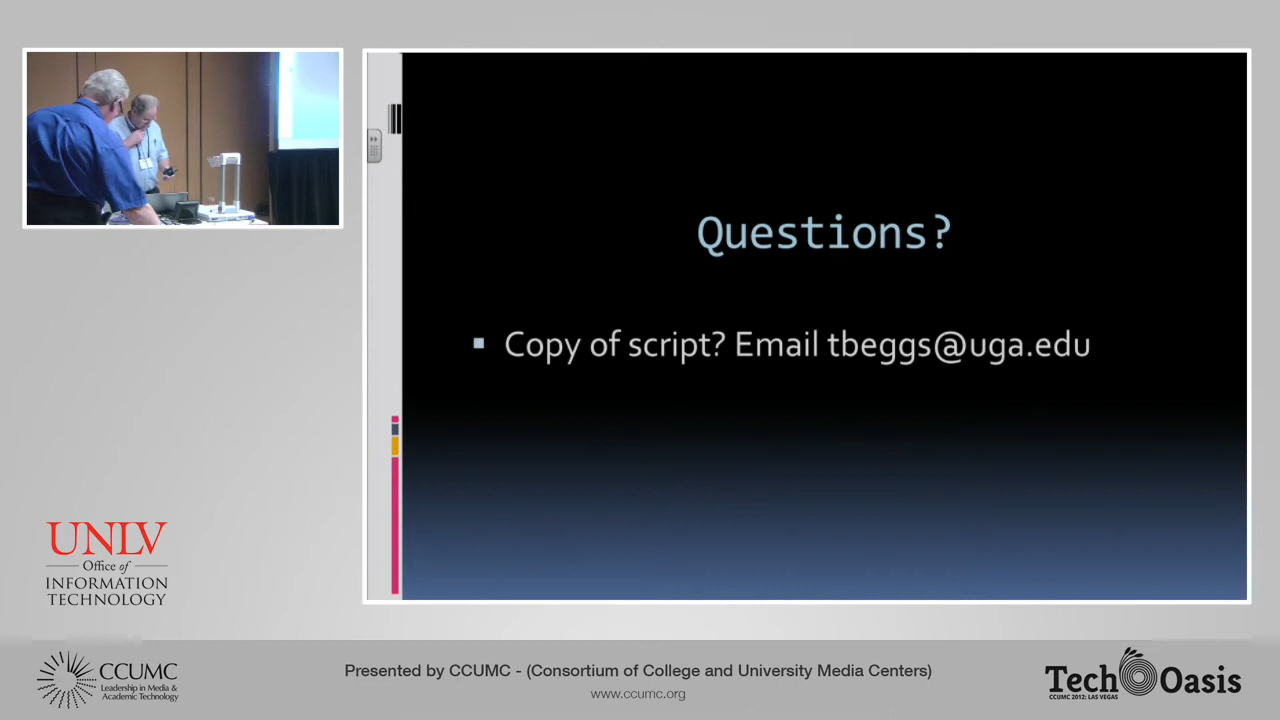 Questions?
Copy of script? Email tbeggs@uga.edu
UNLV
Office of
INFORMATION
TECHNOLOGY
CCUMC
Leadership in Media &
Academic Technology
Presented by CCUMC - (Consortium of College and University Media Centers)
www.ccumc.org
Tech Oasis
CCUMC 2012: LAS VEGAS